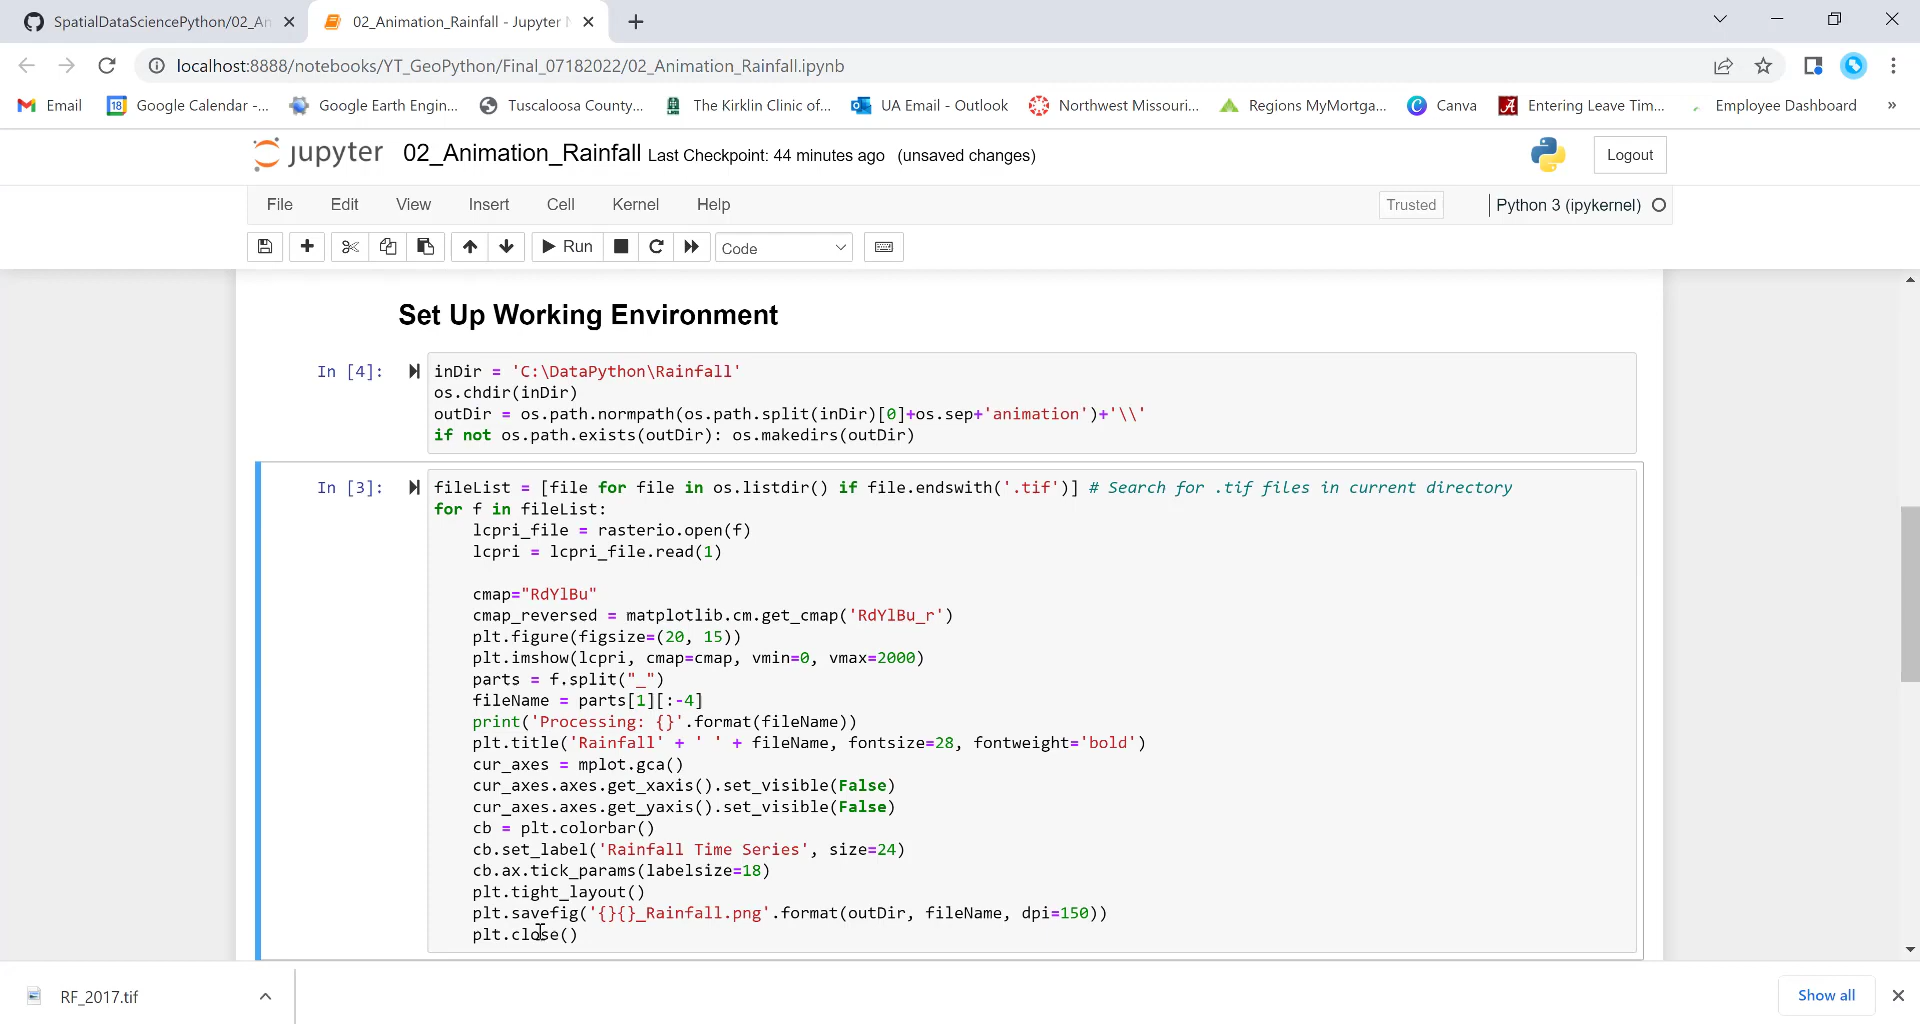 SpatialDataSciencePython/02_An
02_Animation_Rainfall - Jupyter N
localhost:8888/notebooks/YT_GeoPython/Final_07182022/02_Animation_Rainfall.ipynb
Email
18
Google Calendar -...
Google Earth Engin...
Tuscaloosa County...
The Kirklin Clinic of...
UA Email - Outlook
Northwest Missouri...
Regions MyMortga...
Canva
Entering Leave Tim...
Employee Dashboard
»
jupyter
02_Animation_Rainfall Last Checkpoint: 44 minutes ago (unsaved changes)
Logout
File Edit View Insert Cell Kernel Help
Trusted
Python 3 (ipykernel)
Run
Code
Set Up Working Environment
In [4]:
inDir = 'C:\DataPython\Rainfall'
os.chdir(inDir)
outDir = os.path.normpath(os.path.split(inDir)[0]+os.sep+'animation')+'\\'
if not os.path.exists(outDir): os.makedirs(outDir)
In [3]:
fileList = [file for file in os.listdir() if file.endswith('.tif')] # Search for .tif files in current directory
for f in fileList:
    lcpri_file = rasterio.open(f)
    lcpri = lcpri_file.read(1)
    cmap="RdYlBu"
    cmap_reversed = matplotlib.cm.get_cmap('RdYlBu_r')
    plt.figure(figsize=(20, 15))
    plt.imshow(lcpri, cmap=cmap, vmin=0, vmax=2000)
    parts = f.split("_")
    fileName = parts[1][:-4]
    print('Processing: {}'.format(fileName))
    plt.title('Rainfall' + ' ' + fileName, fontsize=28, fontweight='bold')
    cur_axes = mplot.gca()
    cur_axes.axes.get_xaxis().set_visible(False)
    cur_axes.axes.get_yaxis().set_visible(False)
    cb = plt.colorbar()
    cb.set_label('Rainfall Time Series', size=24)
    cb.ax.tick_params(labelsize=18)
    plt.tight_layout()
    plt.savefig('{}{}_Rainfall.png'.format(outDir, fileName, dpi=150))
    plt.close()
RF_2017.tif
Show all